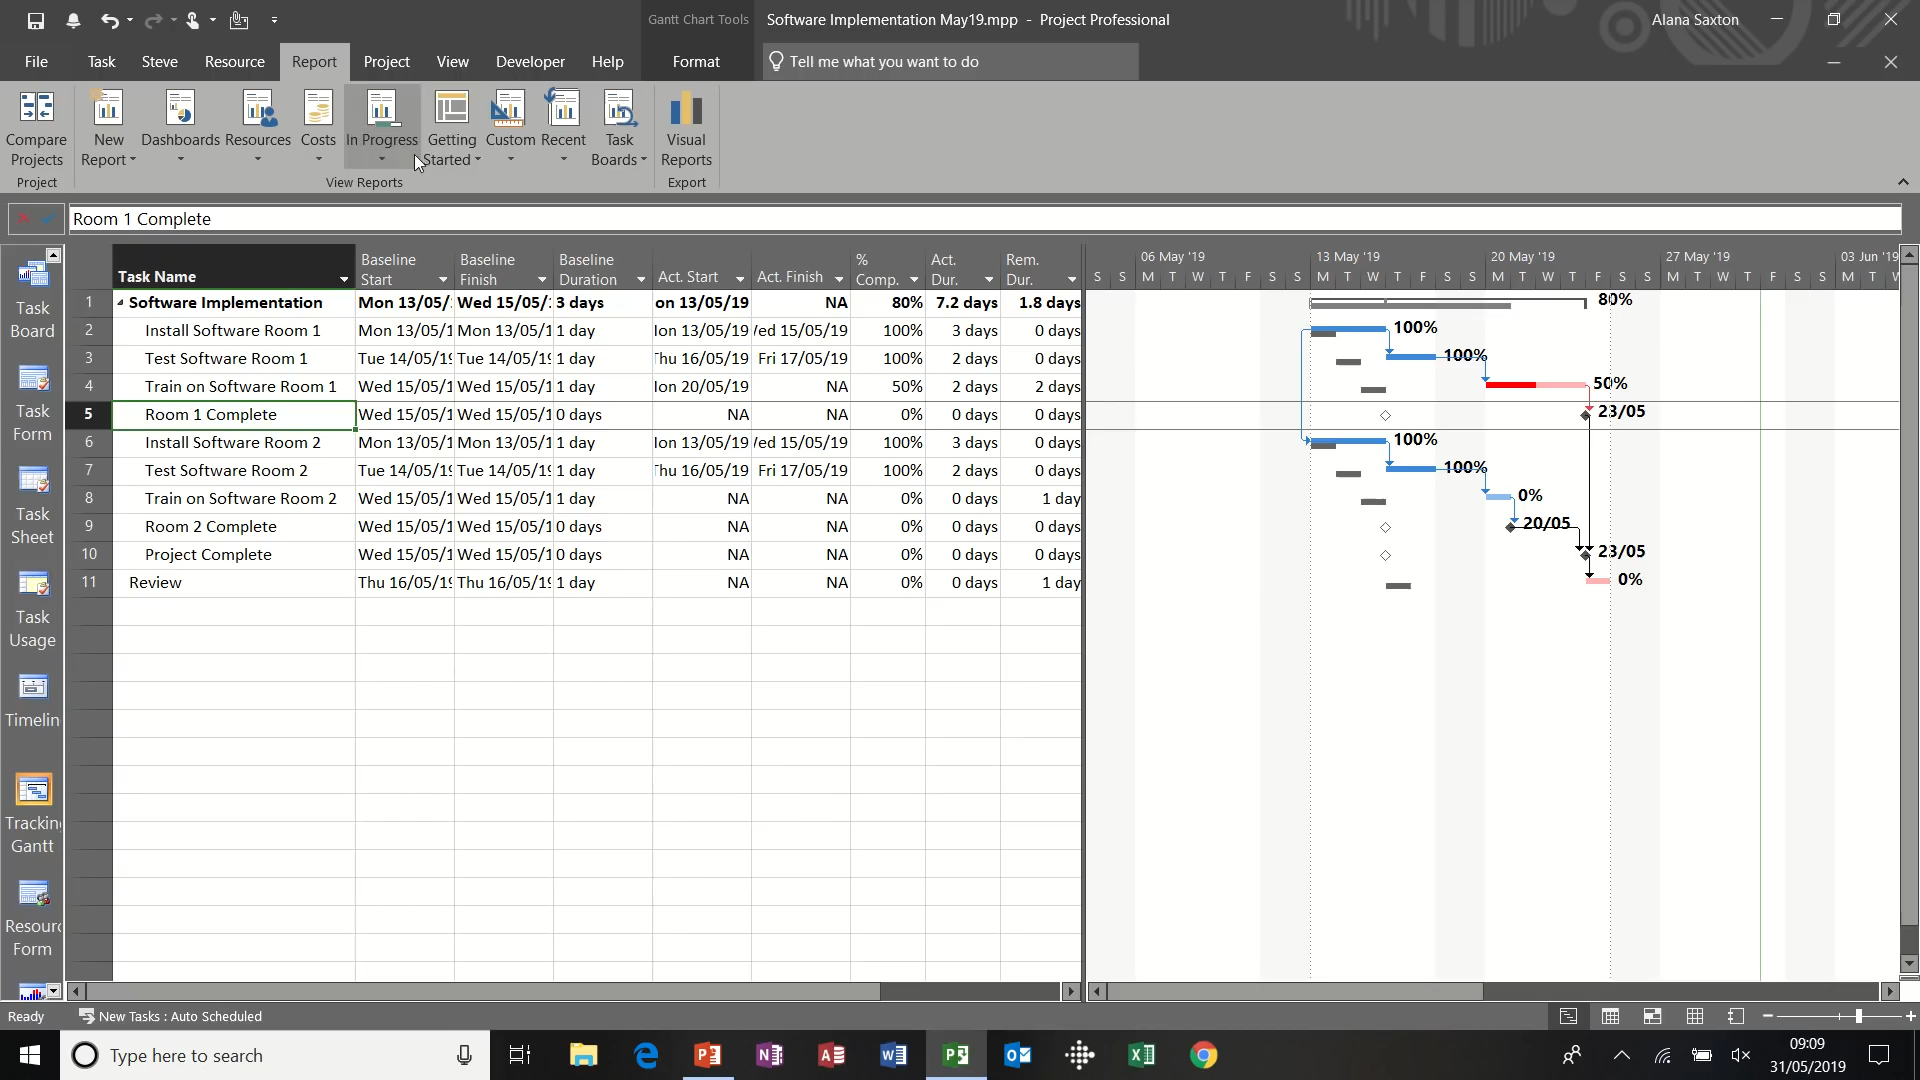 Gantt Chart Tools
Software Implementation May19.mpp - Project Professional
Alana Saxton
File Task Steve Resource Report Project View Developer Help Format Tell me what you want to do
Compare Projects
New Report
Dashboards
Resources
Costs
In Progress
Getting Started
Custom
Recent
Task Boards
Visual Reports
Project View Reports Export
Room 1 Complete
Task Name Baseline Start Baseline Finish Baseline Duration Act. Start Act. Finish % Comp. Act. Dur. Rem. Dur.
06 May '19 13 May '19 20 May '19 27 May '19 03 Jun '19
S S M T W T F S S M T W T F S S M T W T F S S M T W T F S S M T W
1 Software Implementation Mon 13/05/ Wed 15/05/ 3 days on 13/05/19 NA 80% 7.2 days 1.8 days 80%
2 Install Software Room 1 Mon 13/05/1 Wed 15/05/1 1 day Ion 13/05/19 Ved 15/05/19 100% 3 days 0 days 100%
3 Test Software Room 1 Tue 14/05/19 Tue 14/05/19 1 day Thu 16/05/19 Fri 17/05/19 100% 2 days 0 days 100%
4 Train on Software Room 1 Wed 15/05/1 Wed 15/05/1 1 day Ion 20/05/19 NA 50% 2 days 2 days 50%
5 Room 1 Complete Wed 15/05/1 Wed 15/05/1 0 days NA NA 0% 0 days 0 days 23/05
6 Install Software Room 2 Mon 13/05/1 Mon 13/05/1 1 day Ion 13/05/19 Ved 15/05/19 100% 3 days 0 days 100%
7 Test Software Room 2 Tue 14/05/19 Tue 14/05/19 1 day Thu 16/05/19 Fri 17/05/19 100% 2 days 0 days 100%
8 Train on Software Room 2 Wed 15/05/1 Wed 15/05/1 1 day NA NA 0% 0 days 1 day 0%
9 Room 2 Complete Wed 15/05/1 Wed 15/05/1 0 days NA NA 0% 0 days 0 days 20/05
10 Project Complete Wed 15/05/1 Wed 15/05/1 0 days NA NA 0% 0 days 0 days 23/05
11 Review Thu 16/05/19 Thu 16/05/19 1 day NA NA 0% 0 days 1 day 0%
Task Board
Task Form
Task Sheet
Task Usage
Timelin
Trackin
Gantt
Resour
Form
Ready New Tasks : Auto Scheduled
Type here to search
09:09
31/05/2019